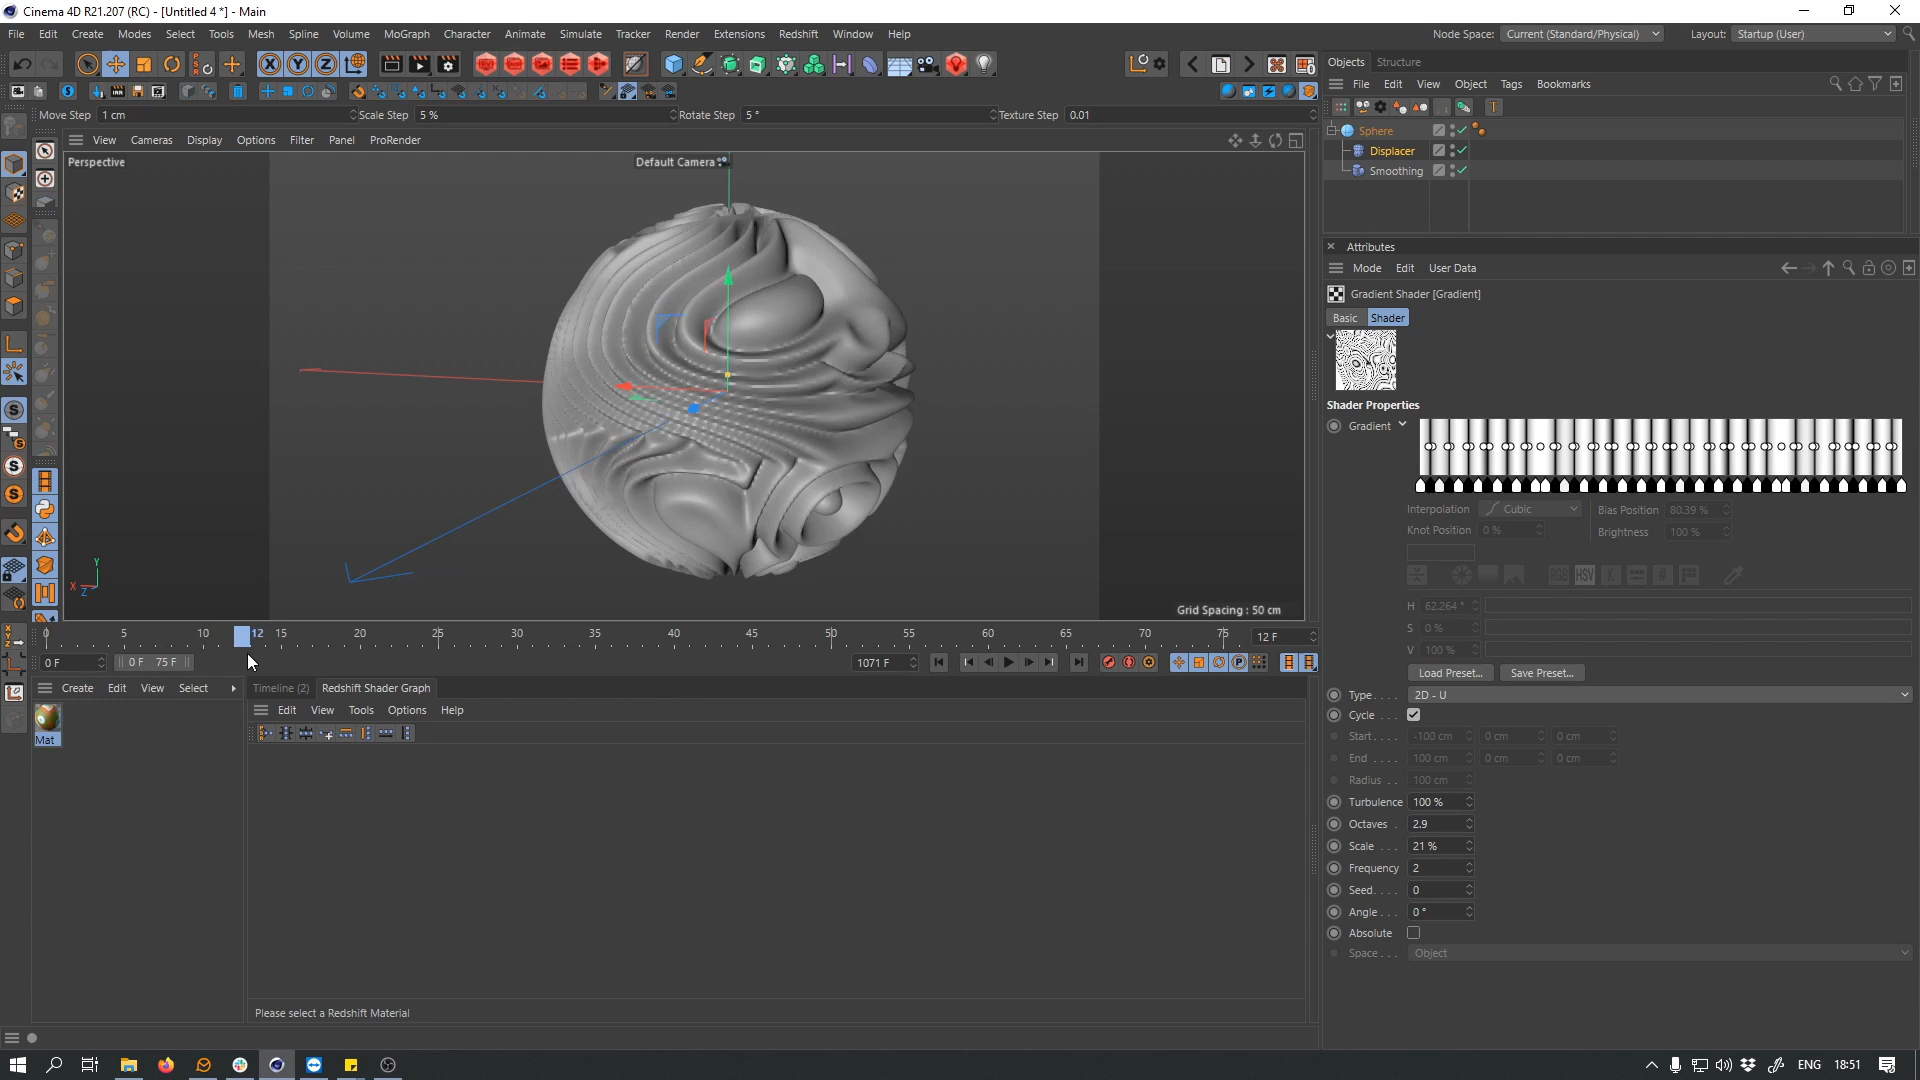 Cinema 4D R21.207 (RC) - [Untitled 4 *] - Main
File Edit Create Modes Select Tools Mesh Spline Volume MoGraph Character Animate Simulate Tracker Render Extensions Redshift Window Help
Node Space: Current (Standard/Physical) Layout: Startup (User)
Objects Structure
File Edit View Object Tags Bookmarks
Move Step 1 cm Scale Step 5 % Rotate Step 5 ° Texture Step 0.01
View Cameras Display Options Filter Panel ProRender
Perspective
Default Camera
Sphere
Displacer
Smoothing
Attributes
Mode Edit User Data
Gradient Shader [Gradient]
Basic Shader
Shader Properties
Gradient
Interpolation Cubic Bias Position 80.39 %
Knot Position 0 % Brightness 100 %
RGB HSV K #
H 62.264 °
S 0 %
V 100 %
Load Preset... Save Preset...
Type . . . . 2D - U
Cycle . . .
Start. . . . -100 cm 0 cm 0 cm
End . . . . 100 cm 0 cm 0 cm
Radius . . 100 cm
Turbulence 100 %
Octaves . 2.9
Scale . . . 21 %
Frequency 2
Seed. . . . 0
Angle . . . 0 °
Absolute
Space. . . Object
X Y Z
Grid Spacing : 50 cm
0 5 10 12 15 20 25 30 35 40 45 50 55 60 65 70 75 12 F
0 F 0 F 75 F 1071 F
Create Edit View Select
Timeline (2) Redshift Shader Graph
Edit View Tools Options Help
Mat
Please select a Redshift Material
ENG 18:51